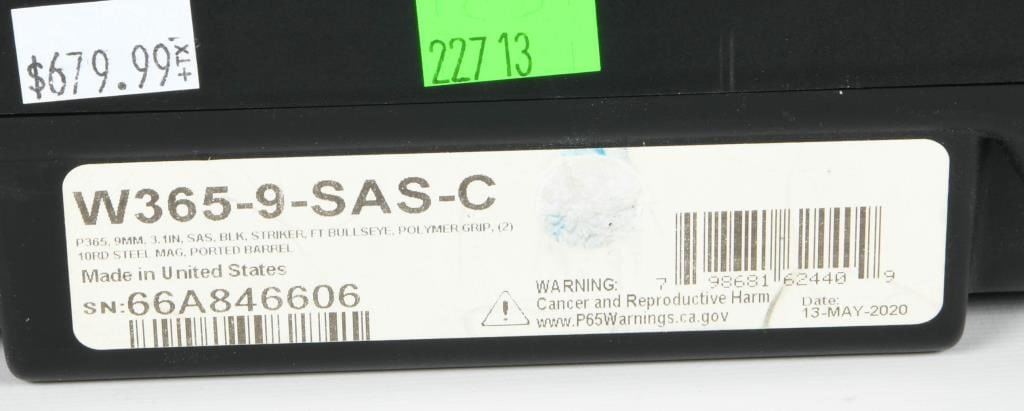 $679.99 +TX
22713
W365-9-SAS-C
P365, 9MM, 3.1IN, SAS, BLK, STRIKER, FT BULLSEYE, POLYMER GRIP, (2)
10RD STEEL MAG, PORTED BARREL
Made in United States
SN:66A846606
WARNING:
Cancer and Reproductive Harm
www.P65Warnings.ca.gov
7 98681 62440 9
Date:
13-MAY-2020